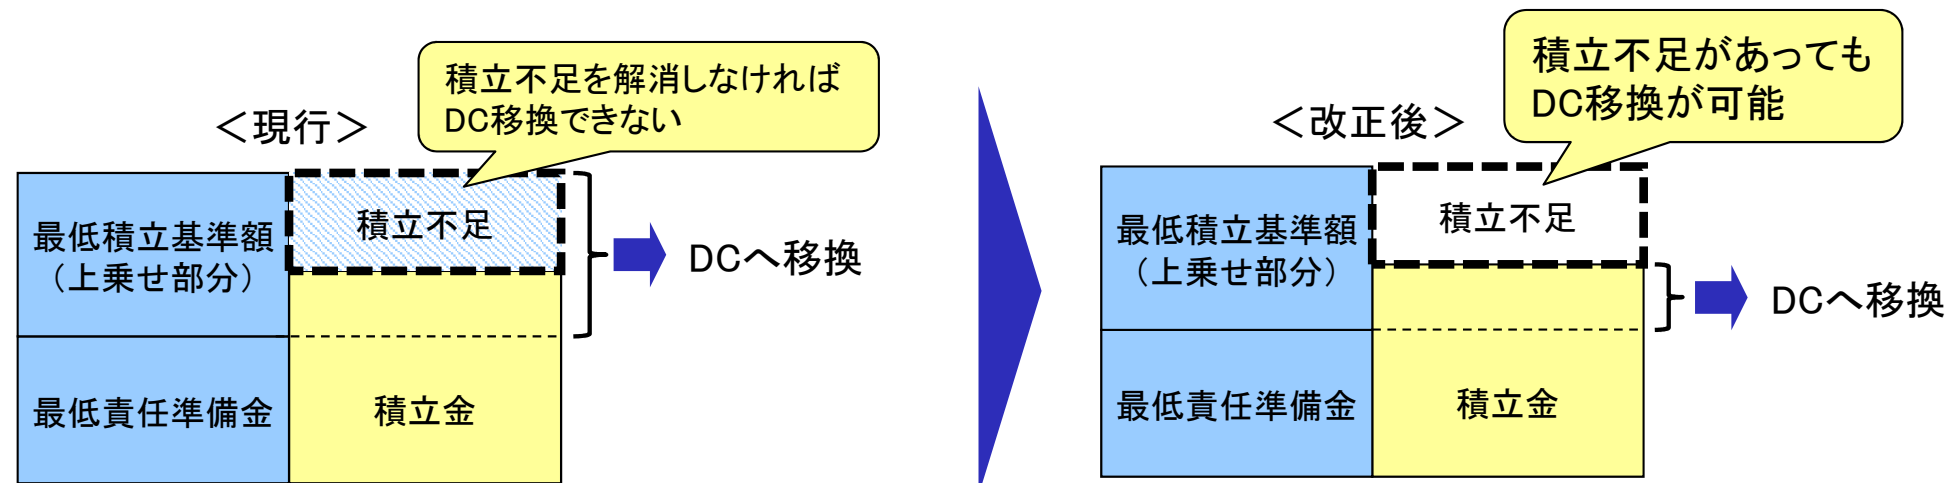 ＜現行＞
積立不足を解消しなければ
DC移換できない
最低積立基準額
（上乗せ部分）
積立不足
DCへ移換
最低責任準備金
積立金
＜改正後＞
積立不足があっても
DC移換が可能
最低積立基準額
（上乗せ部分）
積立不足
DCへ移換
最低責任準備金
積立金